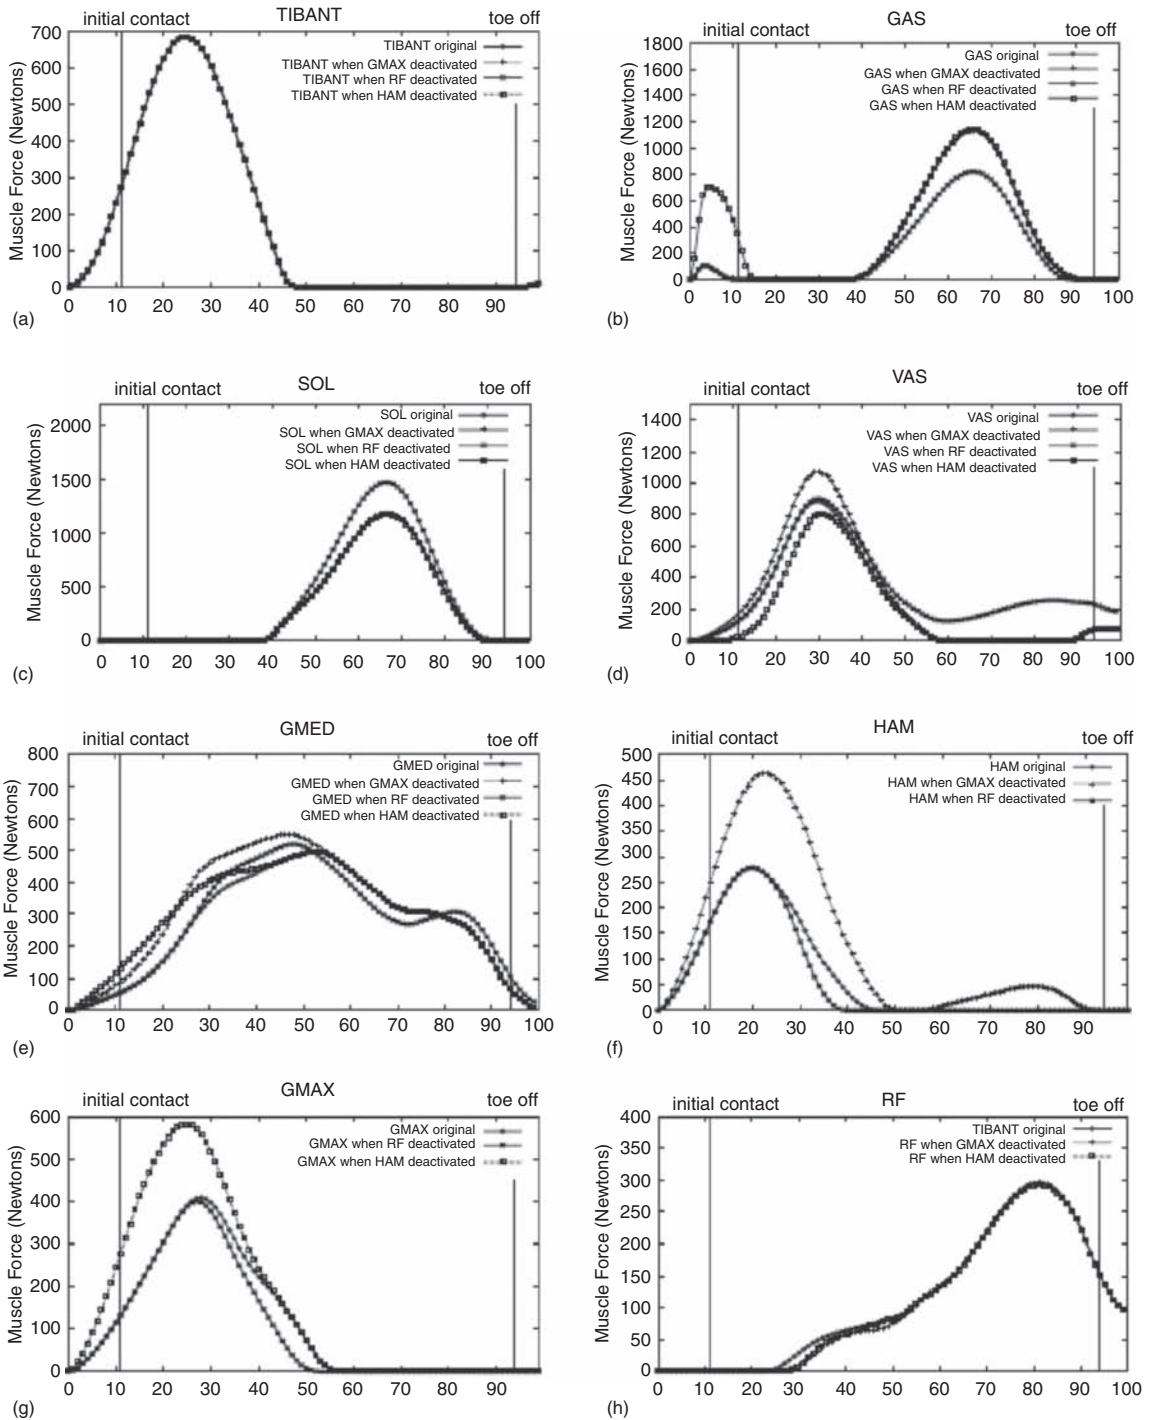 initial contact TIBANT toe off
700
600
500
400
300
200
100
0
Muscle Force (Newtons)
TIBANT original
TIBANT when GMAX deactivated
TIBANT when RF deactivated
TIBANT when HAM deactivated
0 10 20 30 40 50 60 70 80 90
(a)
GAS
initial contact toe off
1800
1600
1400
1200
1000
800
600
400
200
0
Muscle Force (Newtons)
GAS original
GAS when GMAX deactivated
GAS when RF deactivated
GAS when HAM deactivated
0 10 20 30 40 50 60 70 80 90 100
(b)
initial contact SOL toe off
2000
1500
1000
500
0
Muscle Force (Newtons)
SOL original
SOL when GMAX deactivated
SOL when RF deactivated
SOL when HAM deactivated
0 10 20 30 40 50 60 70 80 90 100
(c)
VAS
initial contact toe off
1400
1200
1000
800
600
400
200
0
Muscle Force (Newtons)
VAS original
VAS when GMAX deactivated
VAS when RF deactivated
VAS when HAM deactivated
0 10 20 30 40 50 60 70 80 90 100
(d)
GMED
initial contact toe off
800
700
600
500
400
300
200
100
0
Muscle Force (Newtons)
GMED original
GMED when GMAX deactivated
GMED when RF deactivated
GMED when HAM deactivated
0 10 20 30 40 50 60 70 80 90 100
(e)
HAM
initial contact toe off
500
450
400
350
300
250
200
150
100
50
0
Muscle Force (Newtons)
HAM original
HAM when GMAX deactivated
HAM when RF deactivated
0 10 20 30 40 50 60 70 80 90
(f)
GMAX
initial contact toe off
600
500
400
300
200
100
0
Muscle Force (Newtons)
GMAX original
GMAX when RF deactivated
GMAX when HAM deactivated
0 10 20 30 40 50 60 70 80 90
(g)
RF
initial contact toe off
400
350
300
250
200
150
100
50
0
Muscle Force (Newtons)
TIBANT original
RF when GMAX deactivated
RF when HAM deactivated
0 10 20 30 40 50 60 70 80 90 100
(h)